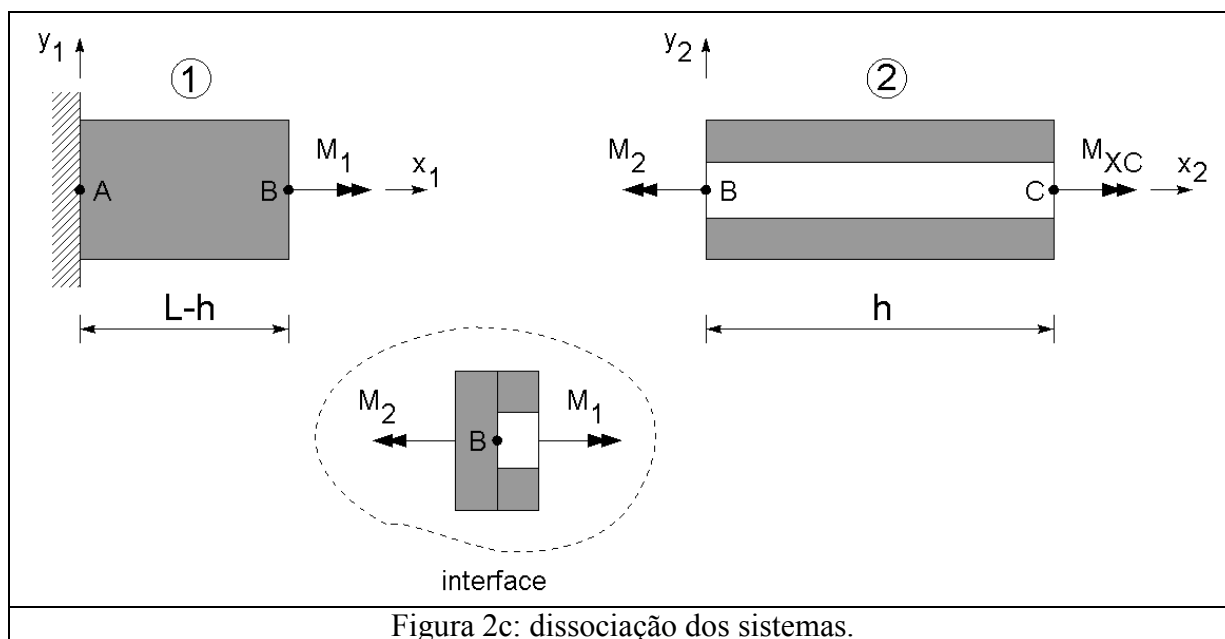 y1
1
M1
x1
A
B
L-h
y2
2
M2
B
C
MXC
x2
h
M2
B
M1
interface
Figura 2c: dissociação dos sistemas.